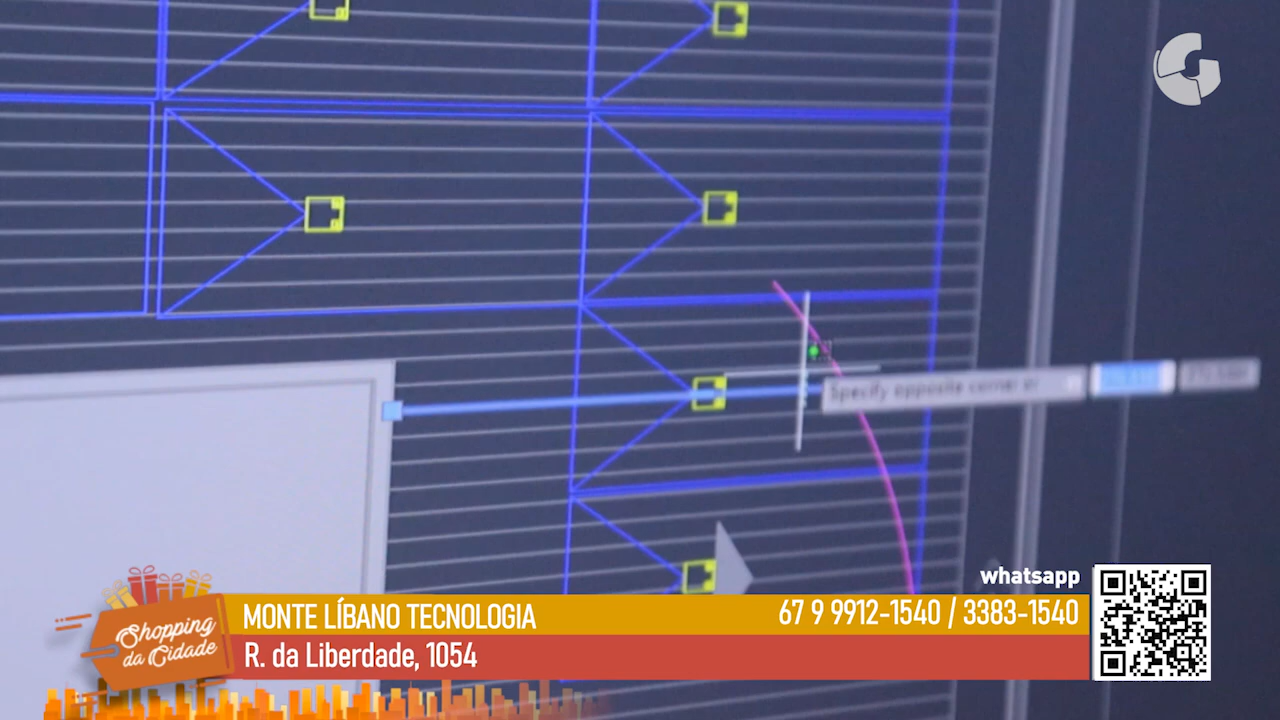 Specify opposite corner or
whatsapp
MONTE LÍBANO TECNOLOGIA
67 9 9912-1540 / 3383-1540
Shopping
da Cidade
R. da Liberdade, 1054